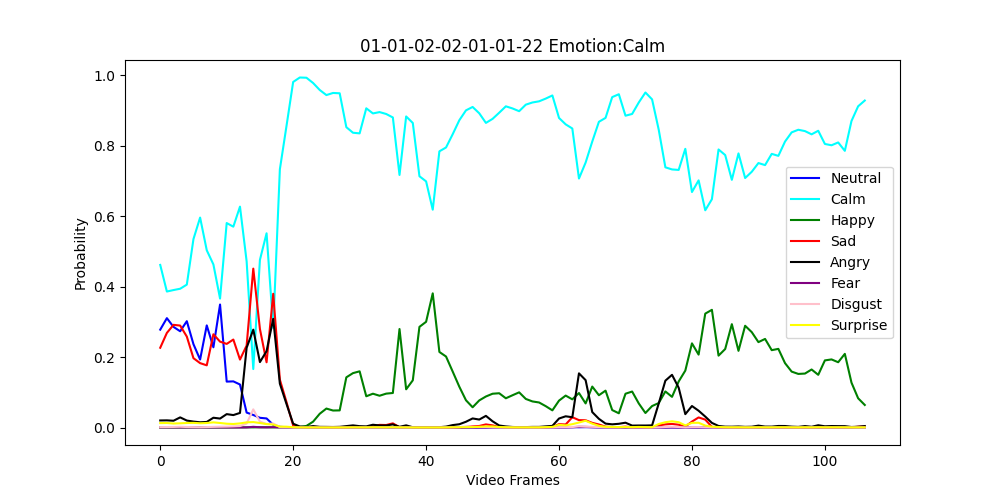 01-01-02-02-01-01-22 Emotion:Calm
Probability
1.0
0.8
0.6
0.4
0.2
0.0
Neutral
Calm
Happy
Sad
Angry
Fear
Disgust
Surprise
0 20 40 60 80 100
Video Frames